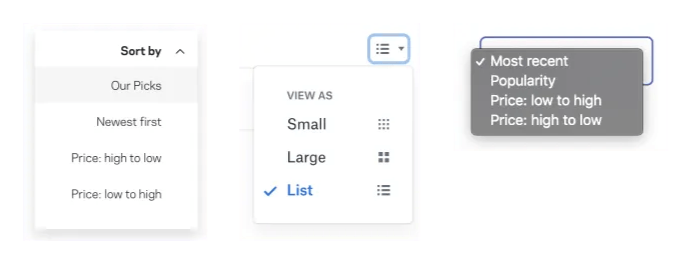 Sort by
Our Picks
Newest first
Price: high to low
Price: low to high
VIEW AS
Small
Large
List
Most recent
Popularity
Price: low to high
Price: high to low